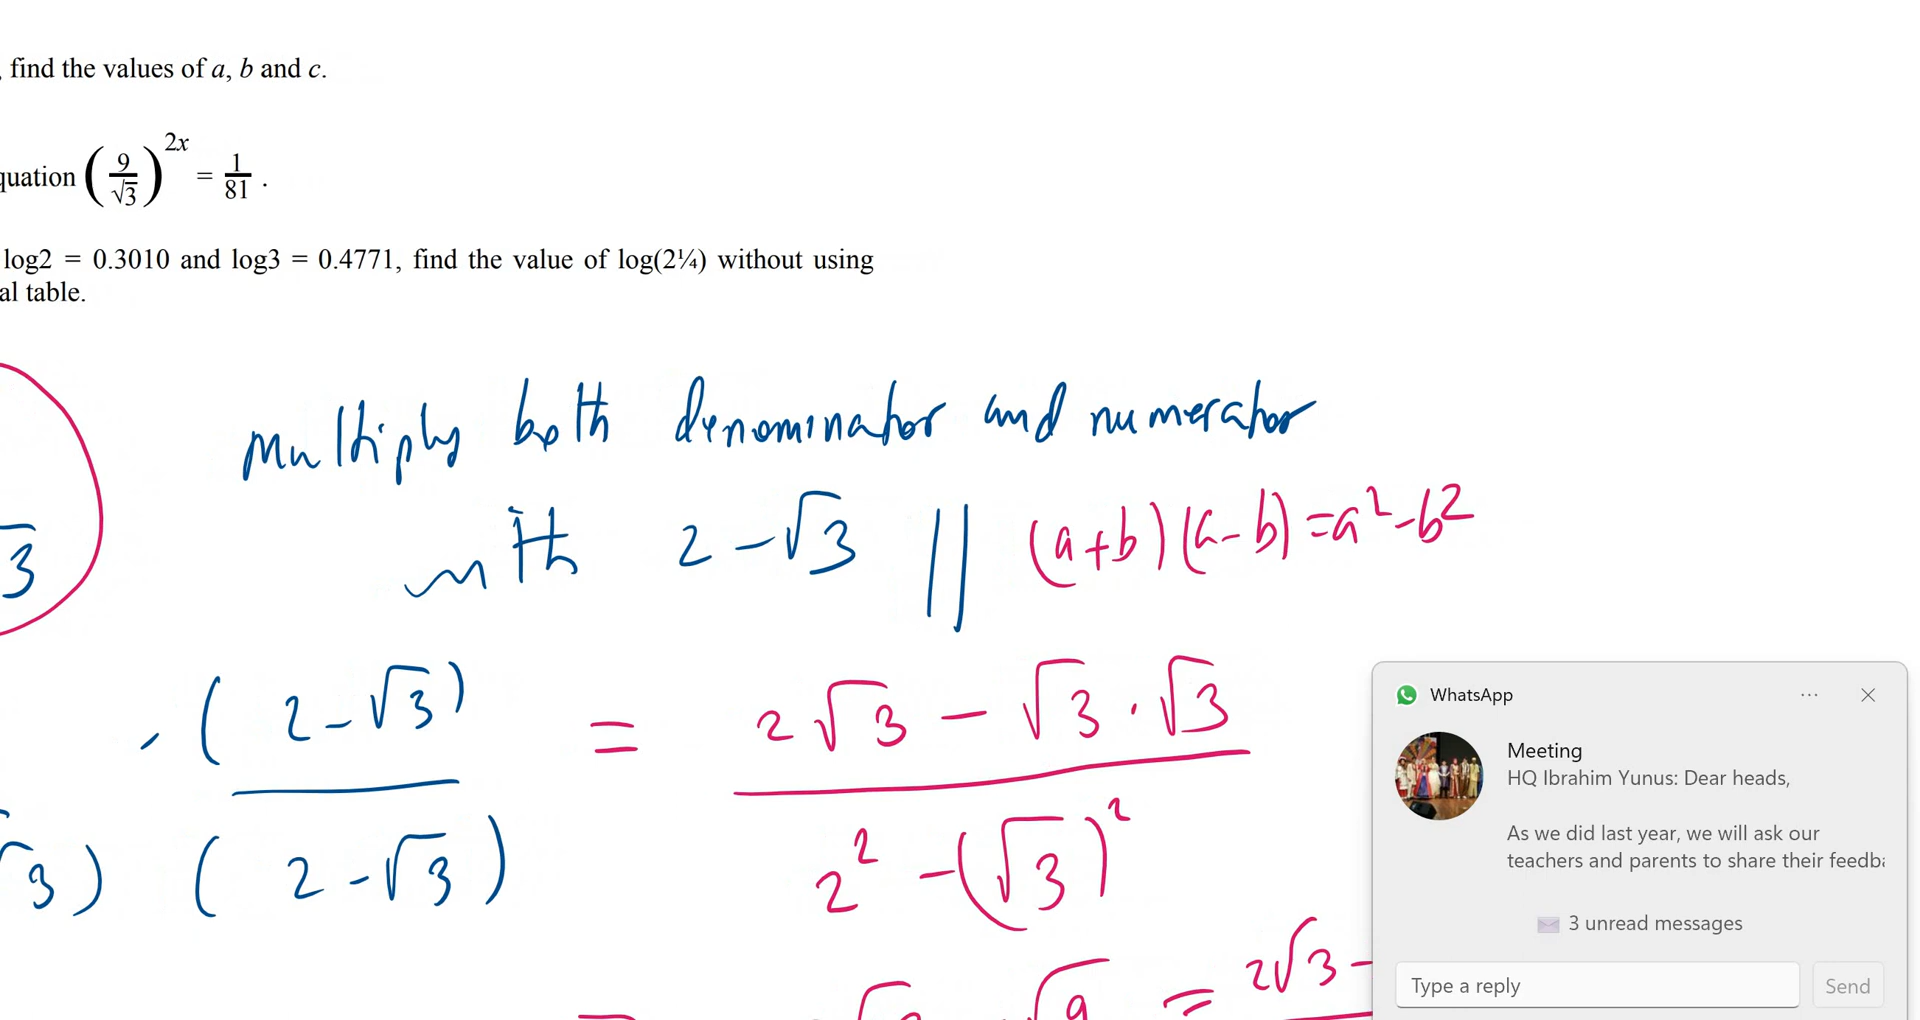 , find the values of a, b and c.
quation (9/√3)^2x = 1/81 .
log2 = 0.3010 and log3 = 0.4771, find the value of log(2¼) without using
al table.
multiply both denominator and numerator
√3 with 2 - √3 || (a+b)(a-b)=a²-b²
· (2-√3) = 2√3 - √3 · √3
√3) (2-√3) 2² - (√3)²
= 2√3 -
WhatsApp
Meeting
HQ Ibrahim Yunus: Dear heads,
As we did last year, we will ask our
teachers and parents to share their feedba
3 unread messages
Type a reply
Send